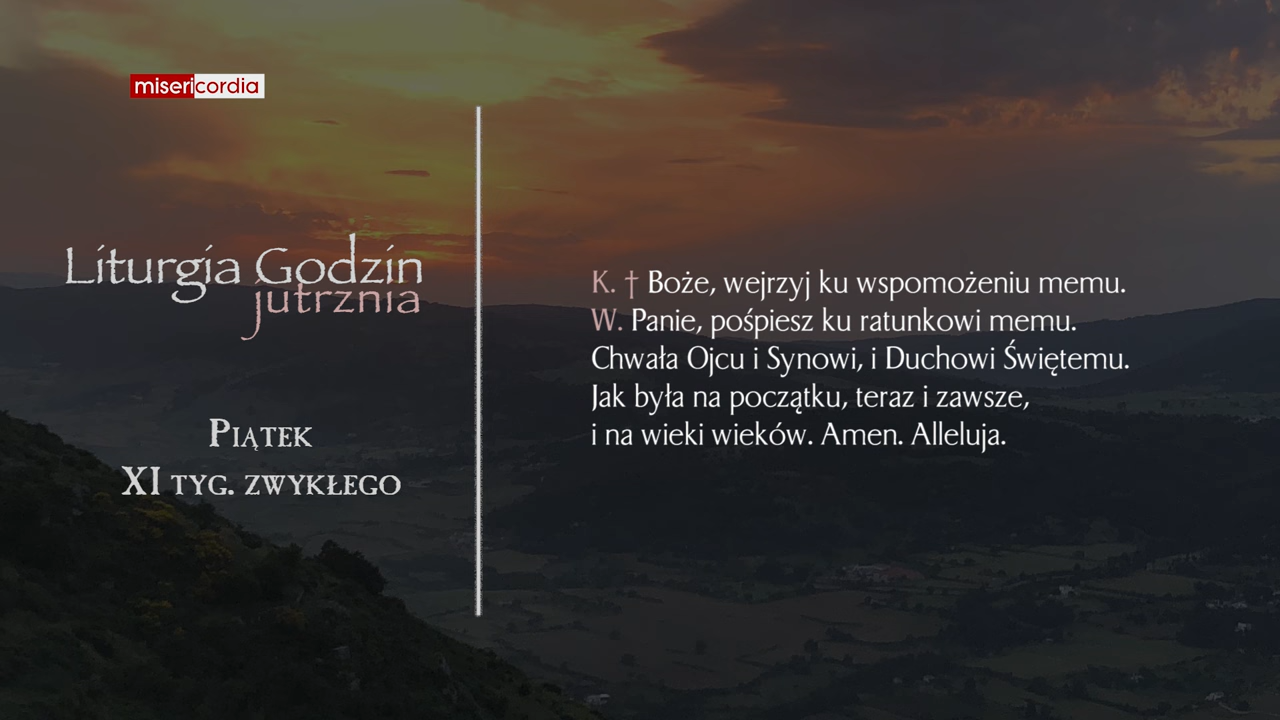 misericordia
Liturgia Godzin
jutrznia
Piątek
XI tyg. zwykłego
K. † Boże, wejrzyj ku wspomożeniu memu.
W. Panie, pośpiesz ku ratunkowi memu.
Chwała Ojcu i Synowi, i Duchowi Świętemu.
Jak była na początku, teraz i zawsze,
i na wieki wieków. Amen. Alleluja.